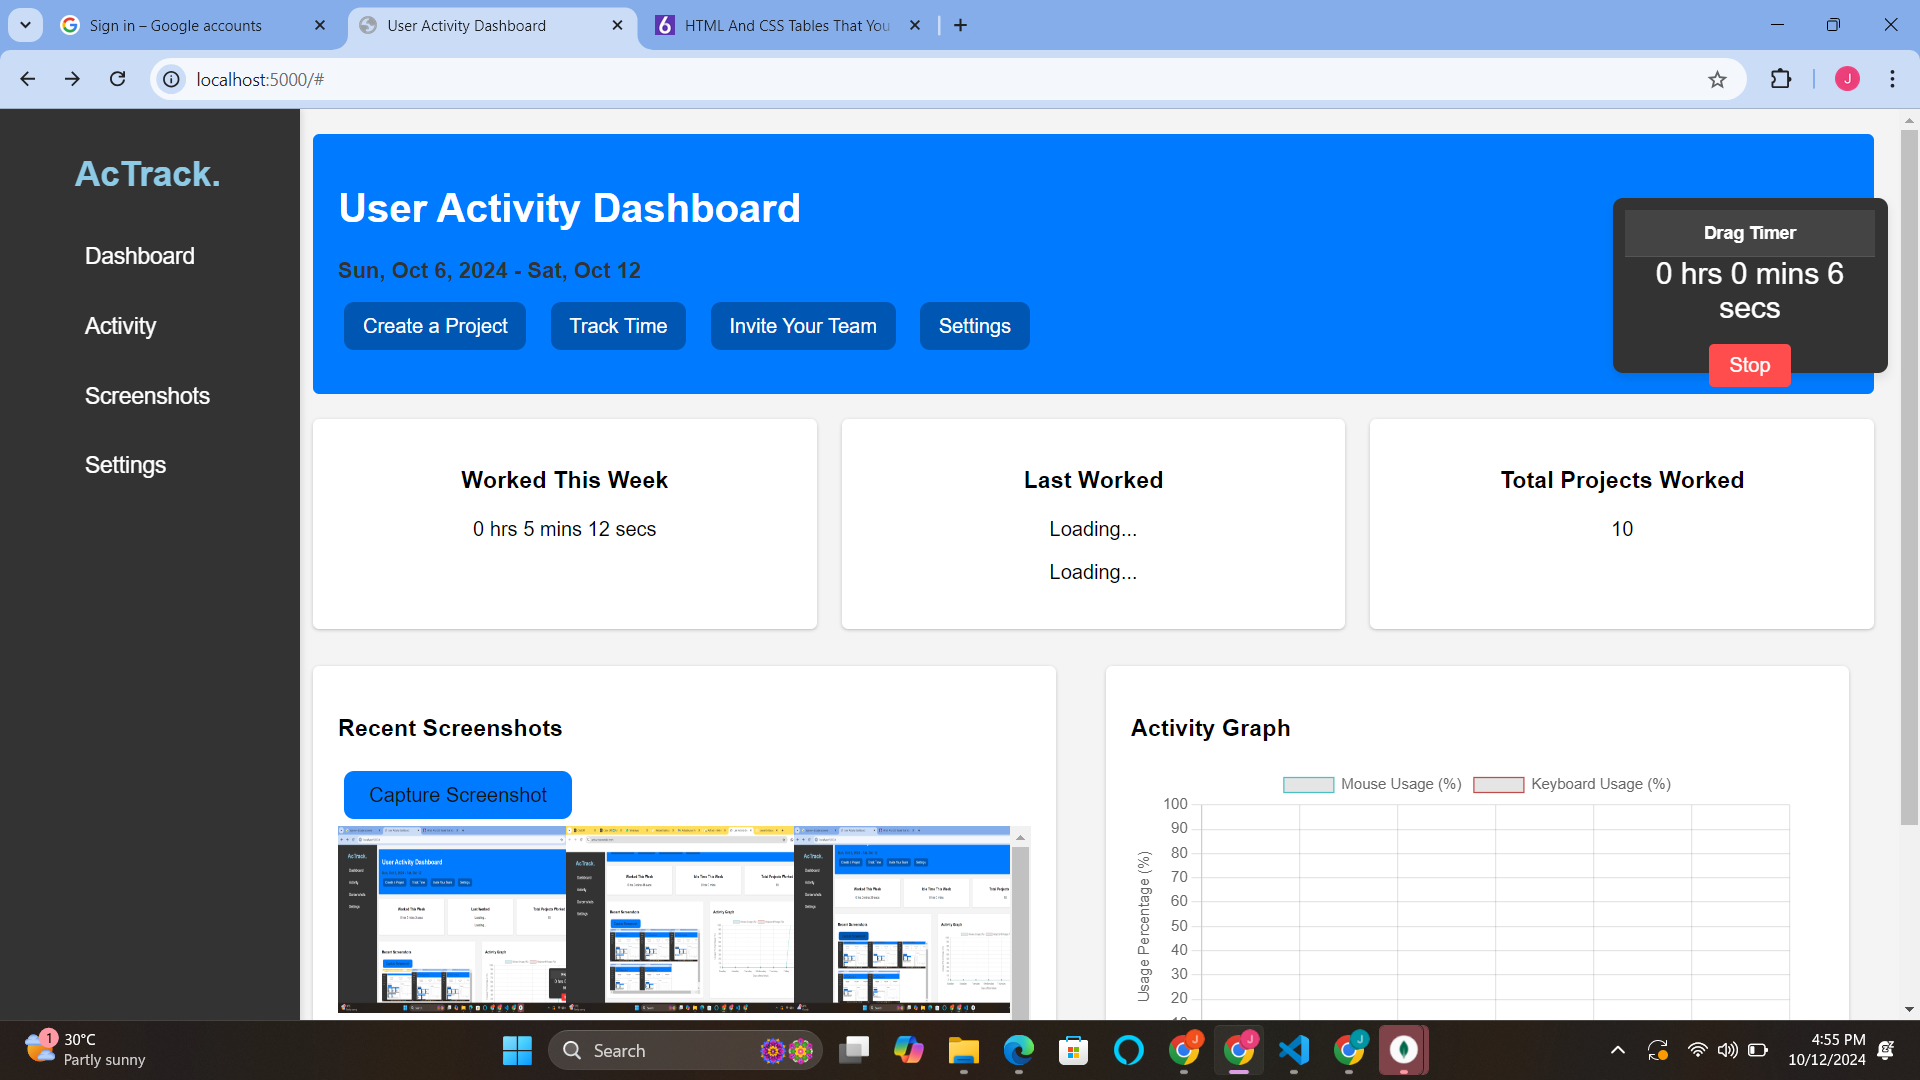 Sign in – Google accounts
User Activity Dashboard
HTML And CSS Tables That You
localhost:5000/#
J
AcTrack.
Dashboard
Activity
Screenshots
Settings
User Activity Dashboard
Sun, Oct 6, 2024 - Sat, Oct 12
Create a Project
Track Time
Invite Your Team
Settings
Drag Timer
0 hrs 0 mins 6
secs
Stop
Worked This Week
0 hrs 5 mins 12 secs
Last Worked
Loading...
Loading...
Total Projects Worked
10
Recent Screenshots
Capture Screenshot
Activity Graph
Mouse Usage (%)
Keyboard Usage (%)
Usage Percentage (%)
100
90
80
70
60
50
40
30
20
1
30°C
Partly sunny
Search
4:55 PM
10/12/2024